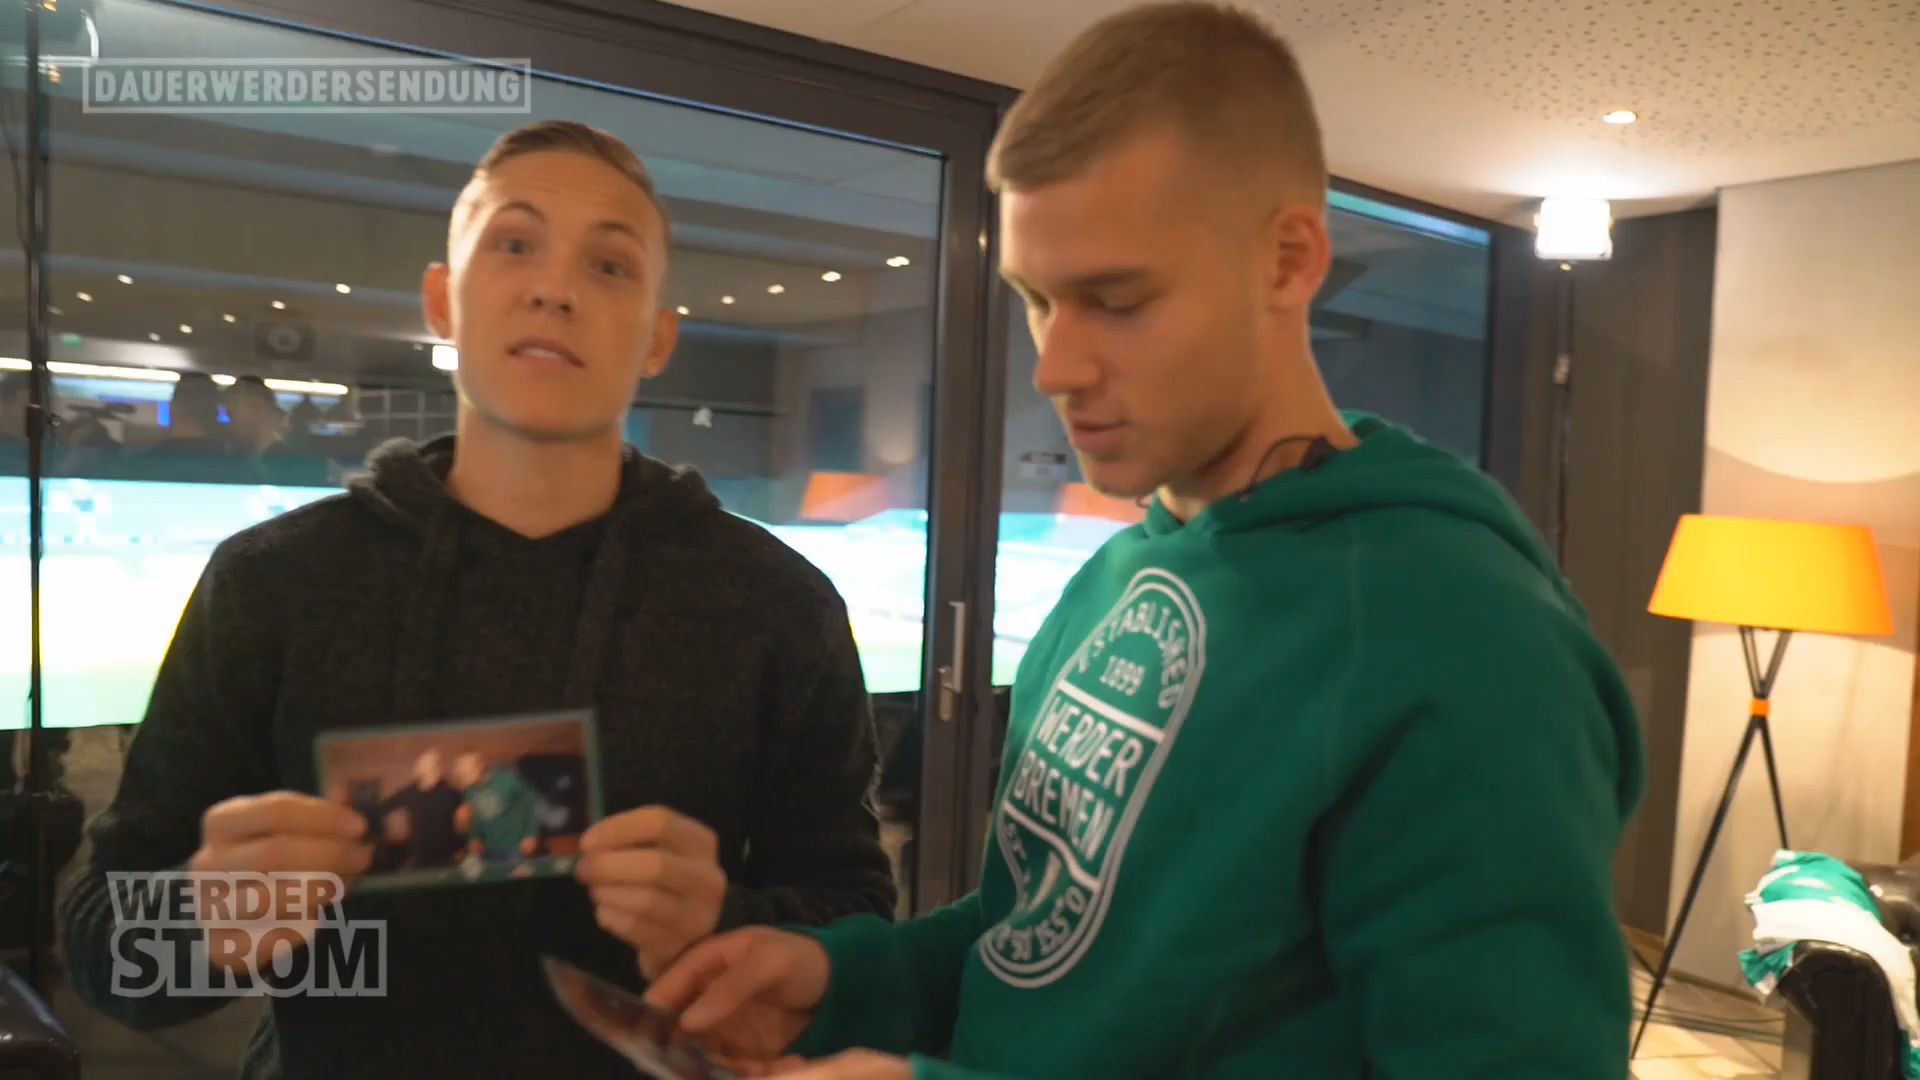 DAUERWERDERSENDUNG
ESTABLISHED
1899
WERDER
BREMEN
WERDER
STROM